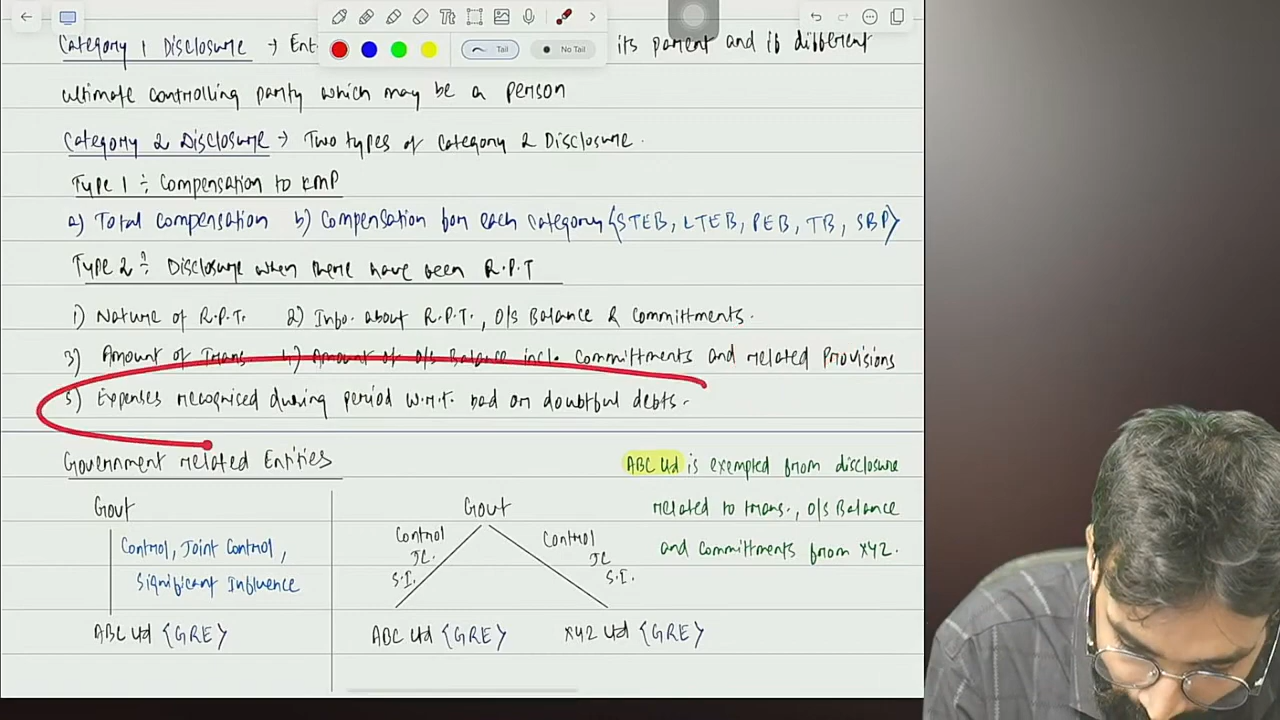 Category 1 Disclosure → Ent its parent and if different
ultimate controlling party which may be a person
Category 2 Disclosure → Two types of Category 2 Disclosure.
Type 1 ÷ Compensation to KMP
a) Total compensation b) Compensation for each category {STEB, LTEB, PEB, TB, SBP}
Type 2 ÷ Disclosure when there have been R.P.T
1) Nature of R.P.T. 2) Info. about R.P.T., O/s Balance & committments.
3) Amount of Trans. 4) Amount of O/s Balance incl. committments and related Provisions
5) Expenses recognised during period w.r.t. bad or doubtful debts.
Government related Entities
ABC Ltd is exempted from disclosure
related to trans., O/s Balance
and committments from XYZ.
Govt
Control, Joint Control,
Significant Influence
ABC Ltd {GRE}
Govt
Control
JC.
S.I.
Control
JC
S.I.
ABC Ltd {GRE} XYZ Ltd {GRE}
Tail
No Tail